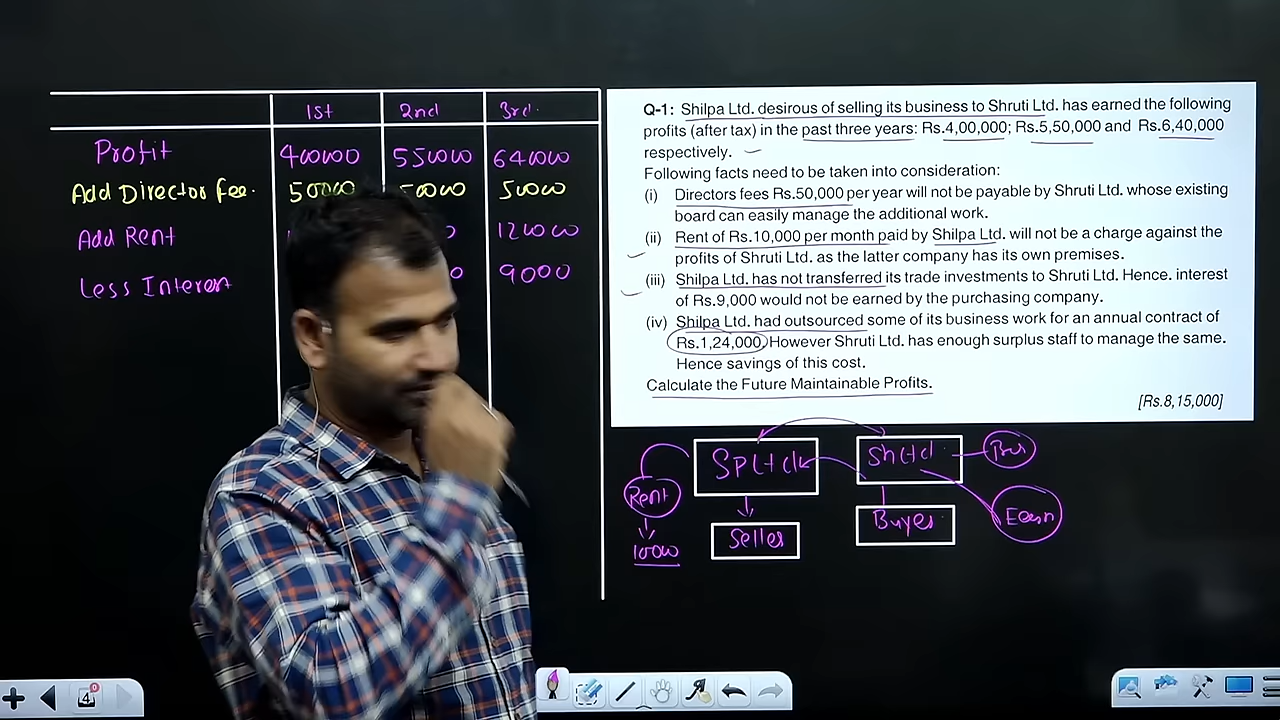 1st 2nd 3rd.
Profit 400000 550000 640000
Add Director fee. 50000 50000 50000
Add Rent 120000
Less Interest 9000
Q-1: Shilpa Ltd. desirous of selling its business to Shruti Ltd. has earned the following
profits (after tax) in the past three years: Rs.4,00,000; Rs.5,50,000 and Rs.6,40,000
respectively.
Following facts need to be taken into consideration:
(i) Directors fees Rs.50,000 per year will not be payable by Shruti Ltd. whose existing
board can easily manage the additional work.
(ii) Rent of Rs.10,000 per month paid by Shilpa Ltd. will not be a charge against the
profits of Shruti Ltd. as the latter company has its own premises.
(iii) Shilpa Ltd. has not transferred its trade investments to Shruti Ltd. Hence. interest
of Rs.9,000 would not be earned by the purchasing company.
(iv) Shilpa Ltd. had outsourced some of its business work for an annual contract of
Rs.1,24,000. However Shruti Ltd. has enough surplus staff to manage the same.
Hence savings of this cost.
Calculate the Future Maintainable Profits.
[Rs.8,15,000]
SPLtd ShLtd
Rent
Seller Buyer Earn
10000
4
0